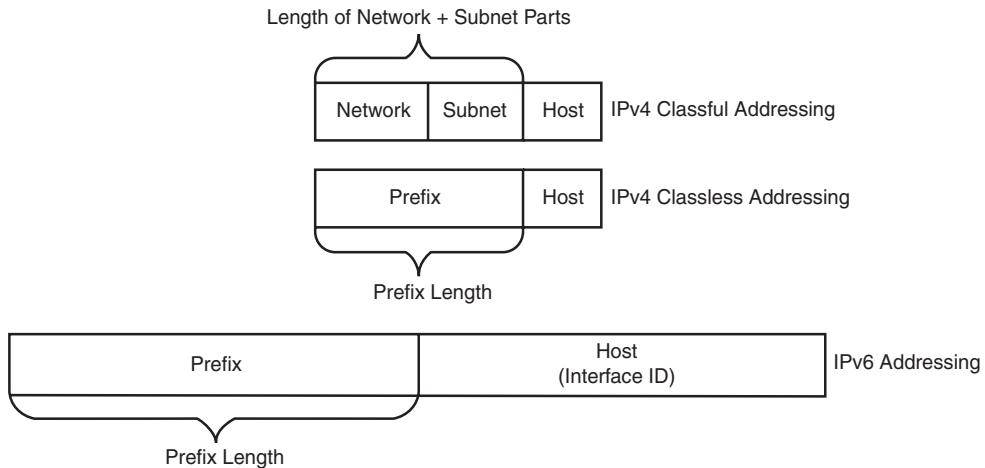 Length of Network + Subnet Parts
Network Subnet Host IPv4 Classful Addressing
Prefix Host IPv4 Classless Addressing
Prefix Length
Prefix Host
(Interface ID) IPv6 Addressing
Prefix Length